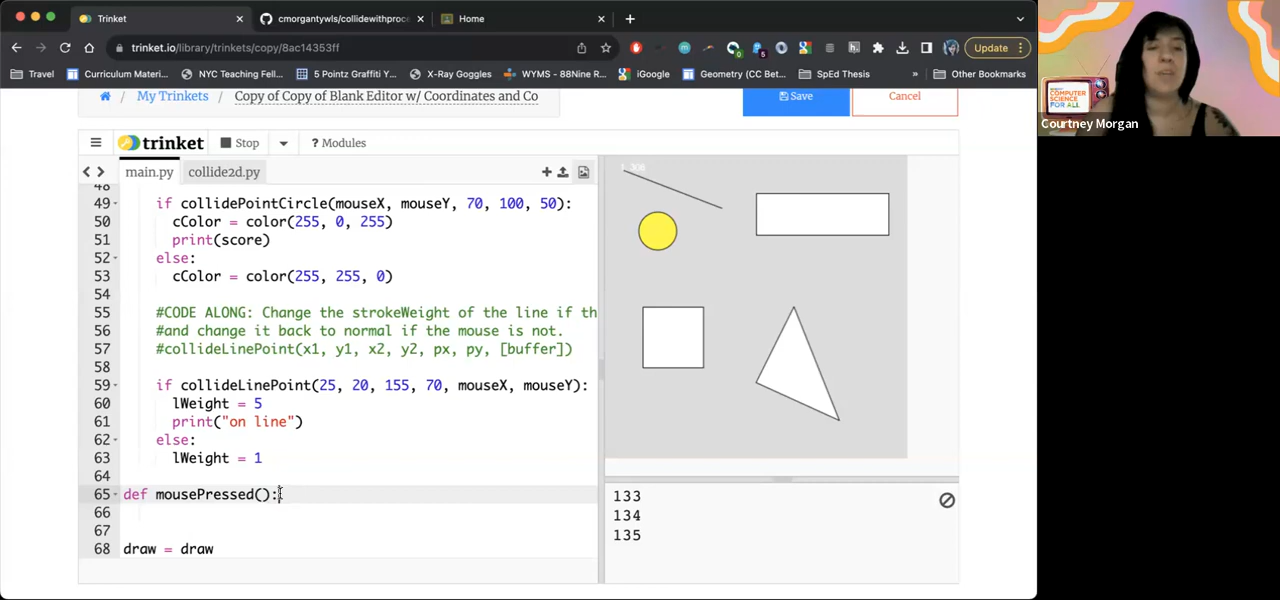 Trinket
cmorgantywls/collidewithproce
Home
trinket.io/library/trinkets/copy/8ac14353ff
Update
Travel
Curriculum Materi...
NYC Teaching Fell...
5 Pointz Graffiti Y...
X-Ray Goggles
WYMS - 88Nine R...
iGoogle
Geometry (CC Bet...
SpEd Thesis
»
Other Bookmarks
COMPUTER
SCIENCE
FOR ALL
Courtney Morgan
/ My Trinkets / Copy of Copy of Blank Editor w/ Coordinates and Co
Save
Cancel
trinket
Stop
? Modules
main.py
collide2d.py
48
49 if collidePointCircle(mouseX, mouseY, 70, 100, 50):
50 cColor = color(255, 0, 255)
51 print(score)
52 else:
53 cColor = color(255, 255, 0)
54
55 #CODE ALONG: Change the strokeWeight of the line if th
56 #and change it back to normal if the mouse is not.
57 #collideLinePoint(x1, y1, x2, y2, px, py, [buffer])
58
59 if collideLinePoint(25, 20, 155, 70, mouseX, mouseY):
60 lWeight = 5
61 print("on line")
62 else:
63 lWeight = 1
64
65 def mousePressed():
66
67
68 draw = draw
133
134
135